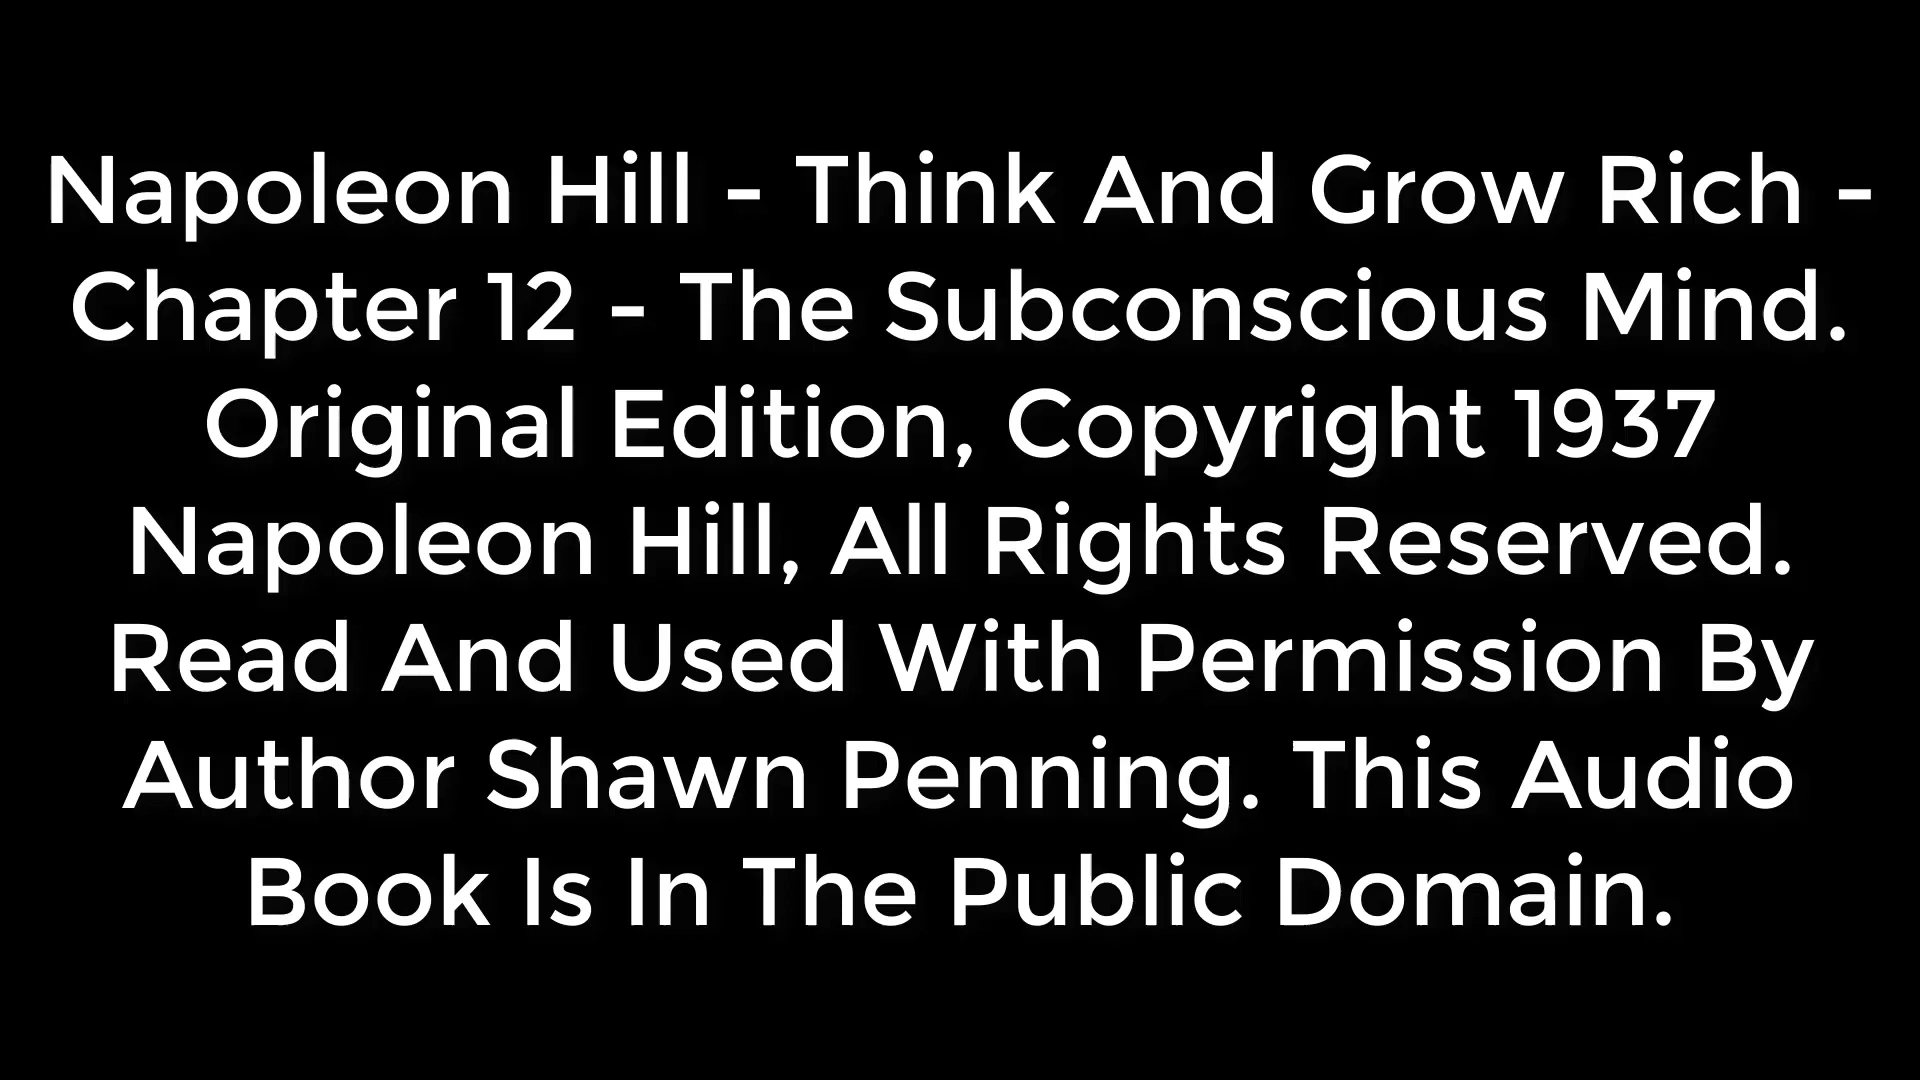 Napoleon Hill - Think And Grow Rich -
Chapter 12 - The Subconscious Mind.
Original Edition, Copyright 1937
Napoleon Hill, All Rights Reserved.
Read And Used With Permission By
Author Shawn Penning. This Audio
Book Is In The Public Domain.